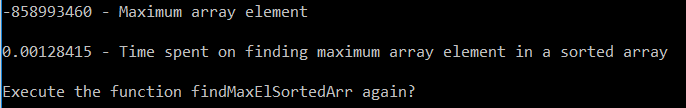 -858993460 - Maximum array element
0.00128415 - Time spent on finding maximum array element in a sorted array
Execute the function findMaxElSortedArr again?